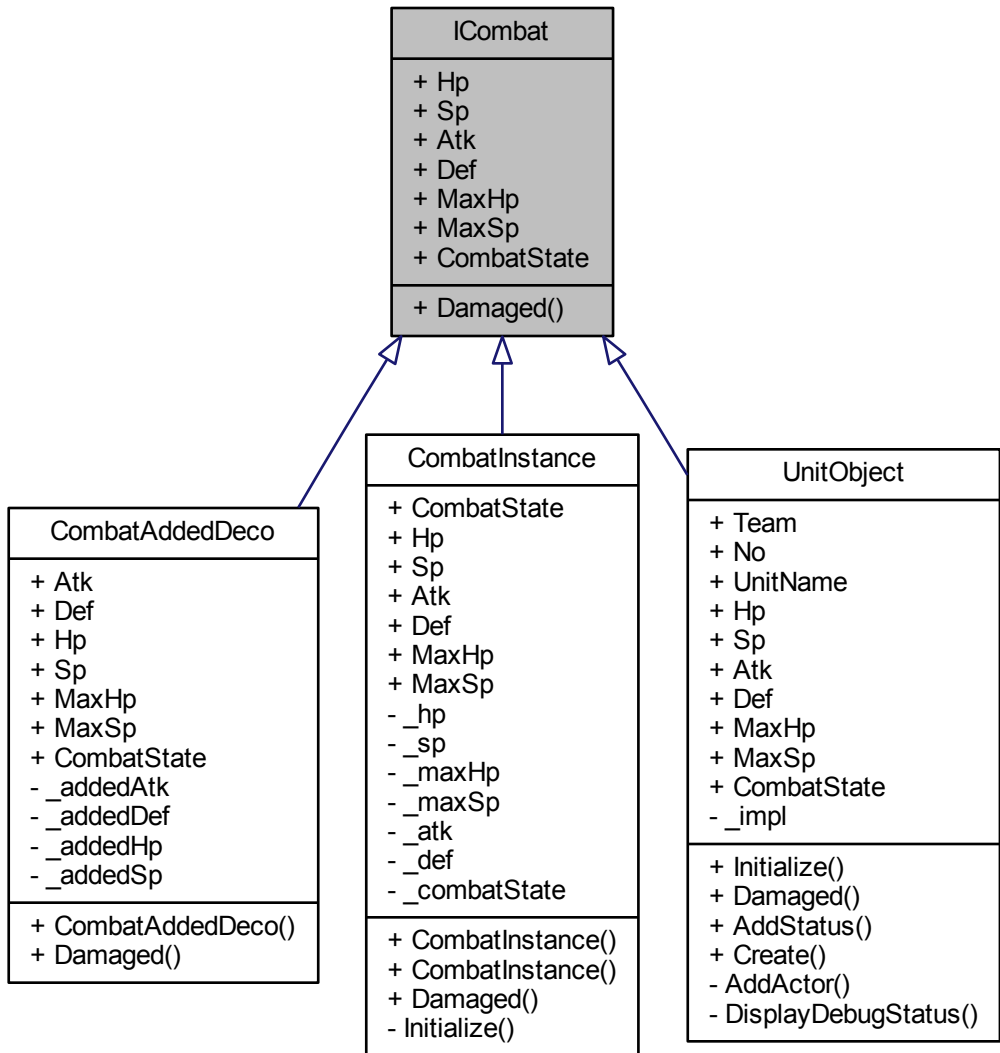 ICombat
+ Hp
+ Sp
+ Atk
+ Def
+ MaxHp
+ MaxSp
+ CombatState
+ Damaged()
CombatAddedDeco
+ Atk
+ Def
+ Hp
+ Sp
+ MaxHp
+ MaxSp
+ CombatState
- _addedAtk
- _addedDef
- _addedHp
- _addedSp
+ CombatAddedDeco()
+ Damaged()
CombatInstance
+ CombatState
+ Hp
+ Sp
+ Atk
+ Def
+ MaxHp
+ MaxSp
- _hp
- _sp
- _maxHp
- _maxSp
- _atk
- _def
- _combatState
+ CombatInstance()
+ CombatInstance()
+ Damaged()
- Initialize()
UnitObject
+ Team
+ No
+ UnitName
+ Hp
+ Sp
+ Atk
+ Def
+ MaxHp
+ MaxSp
+ CombatState
- _impl
+ Initialize()
+ Damaged()
+ AddStatus()
+ Create()
- AddActor()
- DisplayDebugStatus()